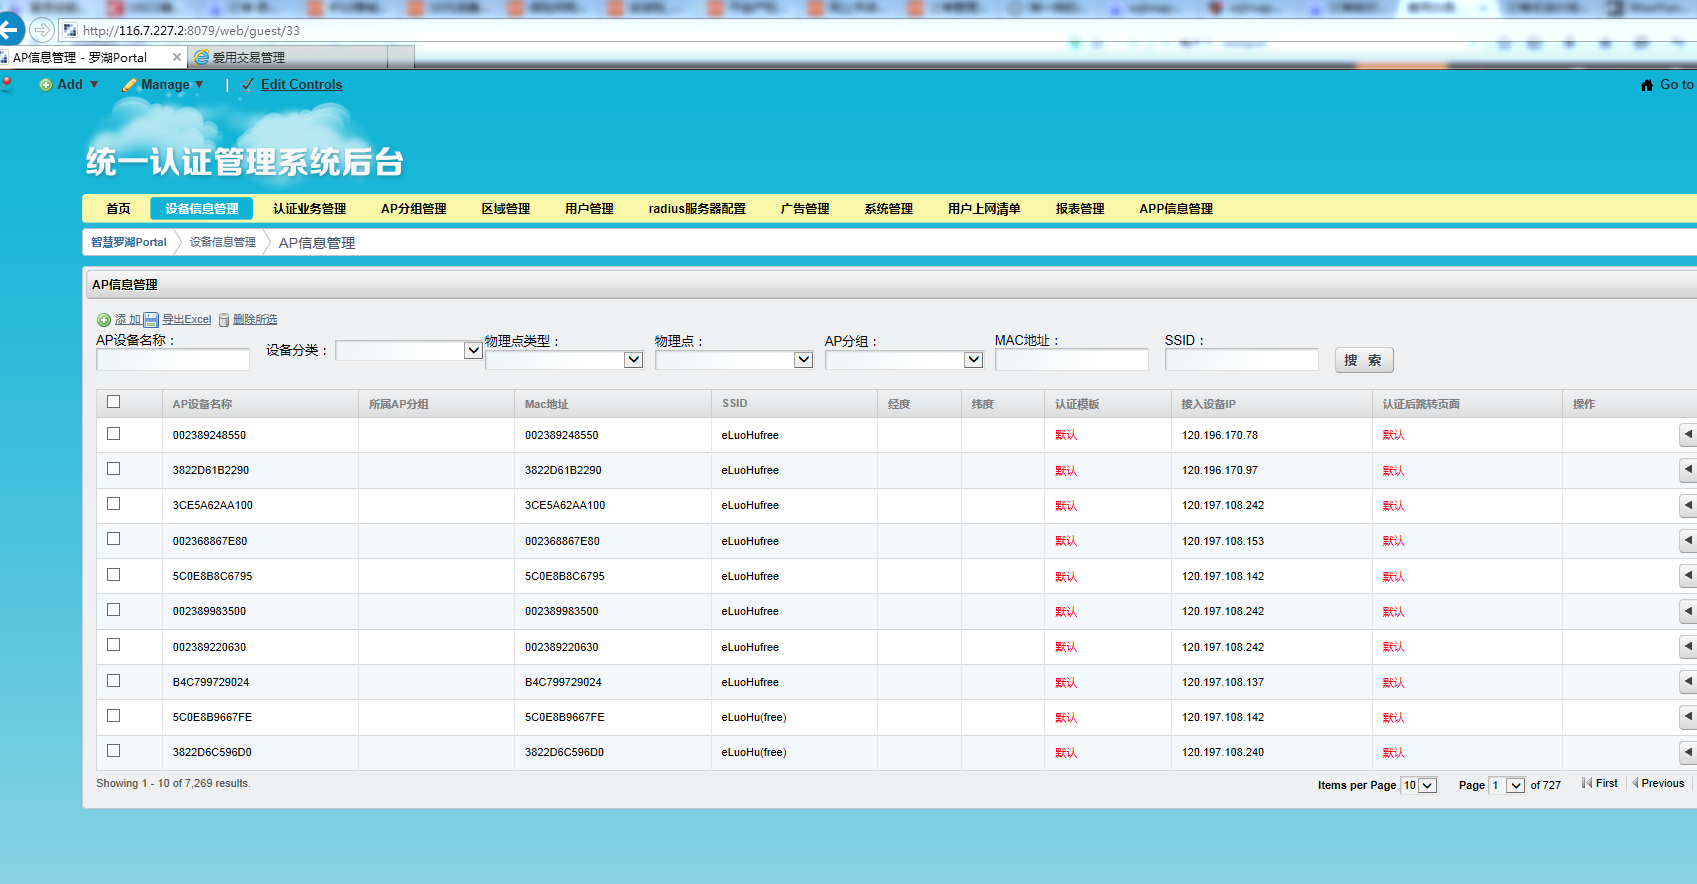 http://116.7.227.2:8079/web/guest/33
AP信息管理 - 罗湖Portal 爱用交易管理
Add Manage | Edit Controls Go to
统一认证管理系统后台
首页 设备信息管理 认证业务管理 AP分组管理 区域管理 用户管理 radius服务器配置 广告管理 系统管理 用户上网清单 报表管理 APP信息管理
智慧罗湖Portal 设备信息管理 AP信息管理
AP信息管理
添加 导出Excel 删除所选
AP设备名称： 设备分类： 物理点类型： 物理点： AP分组： MAC地址： SSID： 搜 索
AP设备名称 所属AP分组 Mac地址 SSID 经度 纬度 认证模板 接入设备IP 认证后跳转页面 操作
002389248550 002389248550 eLuoHufree 默认 120.196.170.78 默认
3822D61B2290 3822D61B2290 eLuoHufree 默认 120.196.170.97 默认
3CE5A62AA100 3CE5A62AA100 eLuoHufree 默认 120.197.108.242 默认
002368867E80 002368867E80 eLuoHufree 默认 120.197.108.153 默认
5C0E8B8C6795 5C0E8B8C6795 eLuoHufree 默认 120.197.108.142 默认
002389983500 002389983500 eLuoHufree 默认 120.197.108.242 默认
002389220630 002389220630 eLuoHufree 默认 120.197.108.242 默认
B4C799729024 B4C799729024 eLuoHufree 默认 120.197.108.137 默认
5C0E8B9667FE 5C0E8B9667FE eLuoHu(free) 默认 120.197.108.142 默认
3822D6C596D0 3822D6C596D0 eLuoHu(free) 默认 120.197.108.240 默认
Showing 1 - 10 of 7,269 results. Items per Page 10 Page 1 of 727 First Previous